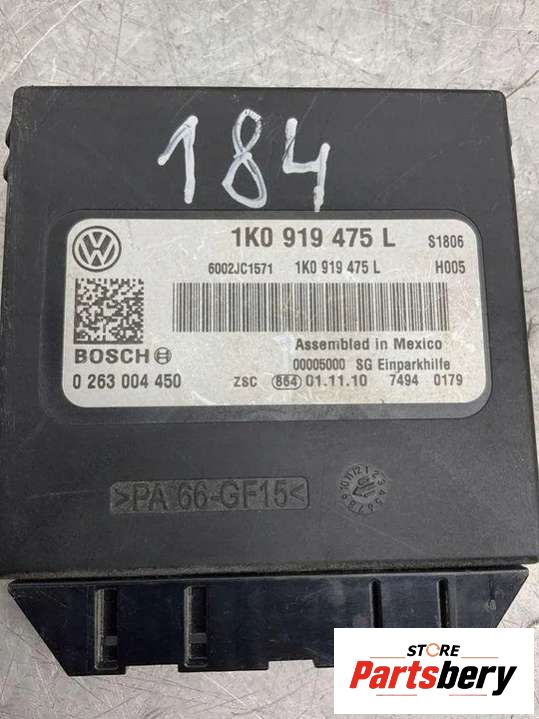 184
1K0 919 475 L S1806
6002JC1571 1K0 919 475 L H005
Assembled in Mexico
BOSCH
00005000 SG Einparkhilfe
0 263 004 450 ZSC 864 01.11.10 7494 0179
>PA 66-GF15<
STORE
Partsbery